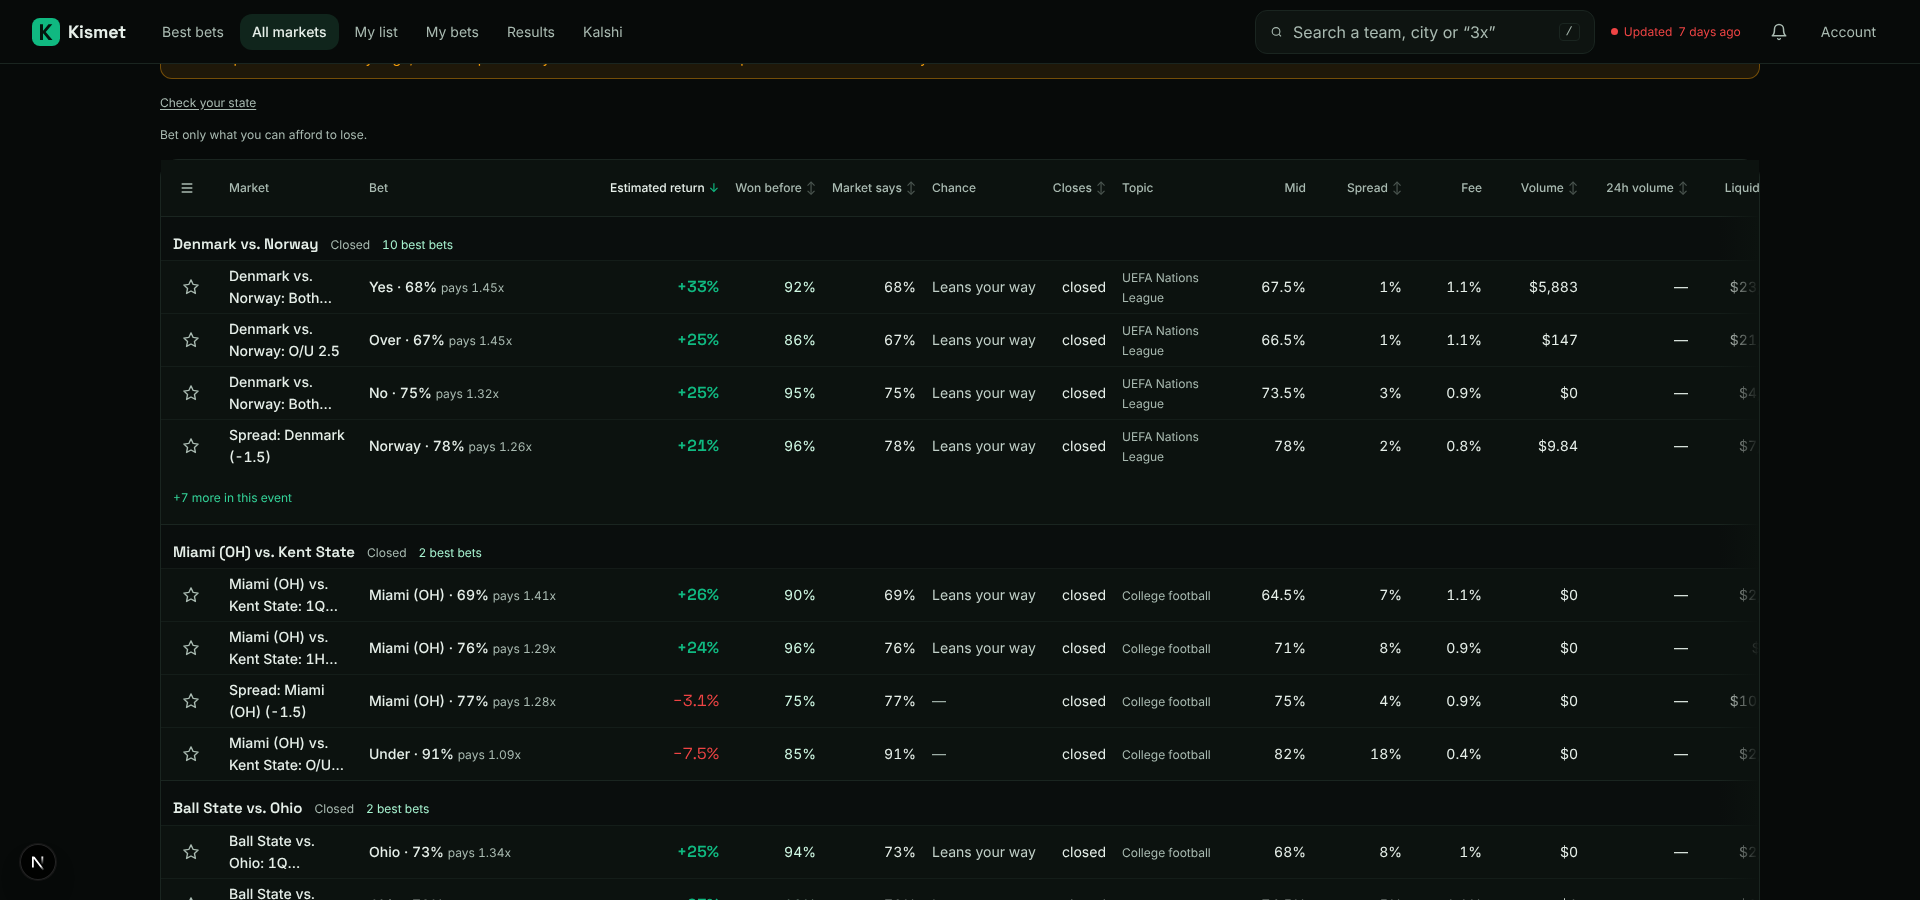 K Kismet Best bets All markets My list My bets Results Kalshi Search a team, city or “3x” / Updated 7 days ago Account
Check your state
Bet only what you can afford to lose.
Market Bet Estimated return ↓ Won before Market says Chance Closes Topic Mid Spread Fee Volume 24h volume Liquid
Denmark vs. Norway Closed 10 best bets
Denmark vs.
Norway: Both... Yes · 68% pays 1.45x +33% 92% 68% Leans your way closed UEFA Nations League 67.5% 1% 1.1% $5,883 — $23
Denmark vs.
Norway: O/U 2.5 Over · 67% pays 1.45x +25% 86% 67% Leans your way closed UEFA Nations League 66.5% 1% 1.1% $147 — $21
Denmark vs.
Norway: Both... No · 75% pays 1.32x +25% 95% 75% Leans your way closed UEFA Nations League 73.5% 3% 0.9% $0 — $4
Spread: Denmark
(-1.5) Norway · 78% pays 1.26x +21% 96% 78% Leans your way closed UEFA Nations League 78% 2% 0.8% $9.84 — $7
+7 more in this event
Miami (OH) vs. Kent State Closed 2 best bets
Miami (OH) vs.
Kent State: 1Q... Miami (OH) · 69% pays 1.41x +26% 90% 69% Leans your way closed College football 64.5% 7% 1.1% $0 — $2
Miami (OH) vs.
Kent State: 1H... Miami (OH) · 76% pays 1.29x +24% 96% 76% Leans your way closed College football 71% 8% 0.9% $0 — $
Spread: Miami
(OH) (-1.5) Miami (OH) · 77% pays 1.28x −3.1% 75% 77% — closed College football 75% 4% 0.9% $0 — $10
Miami (OH) vs.
Kent State: O/U... Under · 91% pays 1.09x −7.5% 85% 91% — closed College football 82% 18% 0.4% $0 — $2
Ball State vs. Ohio Closed 2 best bets
Ball State vs.
Ohio: 1Q... Ohio · 73% pays 1.34x +25% 94% 73% Leans your way closed College football 68% 8% 1% $0 — $2
Ball State vs.
N